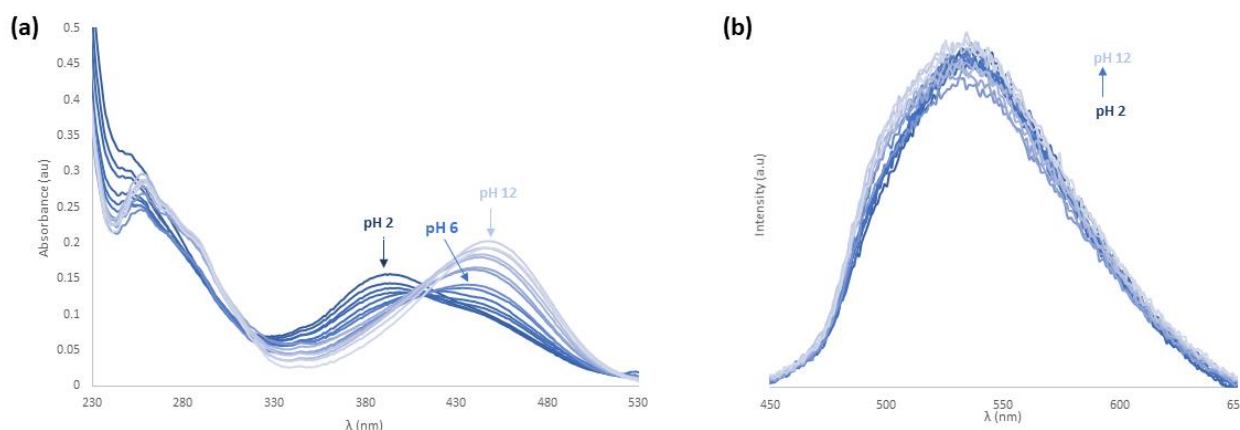 (a)
0.5
0.45
0.4
0.35
0.3
0.25
0.2
0.15
0.1
0.05
0
Absorbance (au)
pH 2
pH 6
pH 12
230 280 330 390 430 480 530
λ (nm)
(b)
Intensity (a.u)
pH 12
pH 2
450 500 550 600 65
λ (nm)